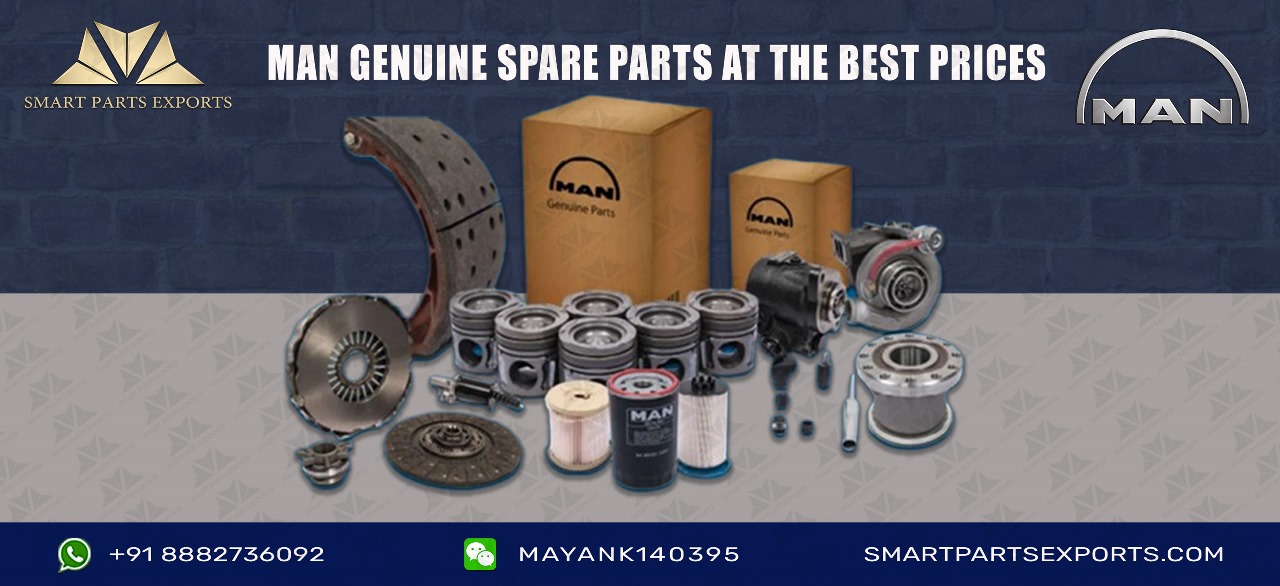 SMART PARTS EXPORTS
MAN GENUINE SPARE PARTS AT THE BEST PRICES
MAN
MAN
Genuine Parts
MAN
Genuine Parts
MAN
+91 8882736092
MAYANK140395
SMARTPARTSEXPORTS.COM